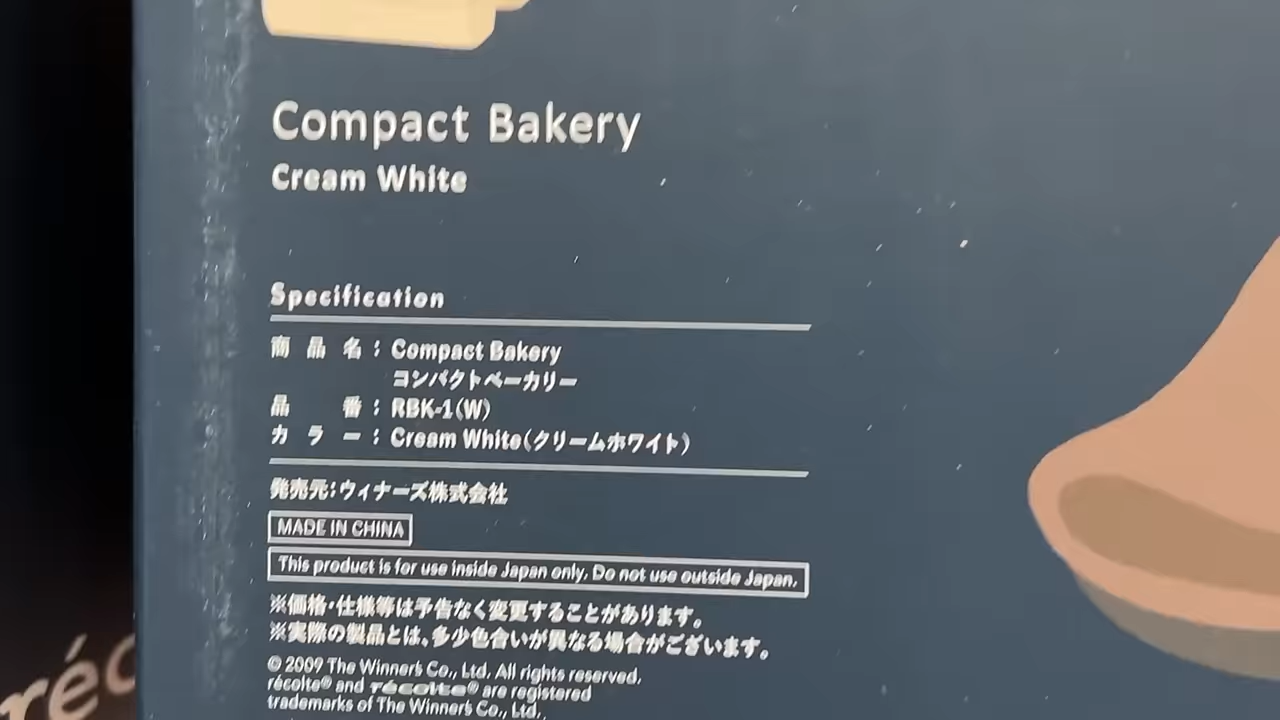 Compact Bakery
Cream White
Specification
商品名：Compact Bakery
コンパクトベーカリー
品番：RBK-1(W)
カラー：Cream White(クリームホワイト)
発売元：ウィナーズ株式会社
MADE IN CHINA
This product is for use inside Japan only. Do not use outside Japan.
※価格・仕様等は予告なく変更することがあります。
※実際の製品とは、多少色合いが異なる場合がございます。
© 2009 The Winner's Co., Ltd. All rights reserved.
récolte® and récolte® are registered
trademarks of The Winner's Co., Ltd.
réc